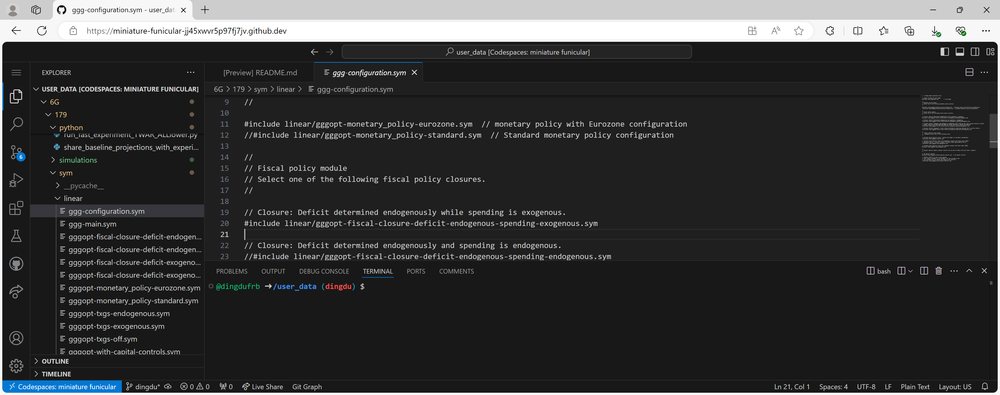 ggg-configuration.sym - user_dat
https://miniature-funicular-jj45xwvr5p97fj7jv.github.dev
user_data [Codespaces: miniature funicular]
EXPLORER
USER_DATA [CODESPACES: MINIATURE FUNICULAR]
6G
179
python
run_fast_experiment_TWAR_ALLlower.py
share_baseline_projections_with_experi...
simulations
sym
__pycache__
linear
ggg-configuration.sym
ggg-main.sym
gggopt-fiscal-closure-deficit-endogen...
gggopt-fiscal-closure-deficit-endogen...
gggopt-fiscal-closure-deficit-exogeno...
gggopt-fiscal-closure-deficit-exogeno...
gggopt-monetary_policy-eurozone.sym
gggopt-monetary_policy-standard.sym
gggopt-txgs-endogenous.sym
gggopt-txgs-exogenous.sym
gggopt-txgs-off.sym
gggopt-with-capital-controls.sym
OUTLINE
TIMELINE
6
[Preview] README.md
ggg-configuration.sym
6G > 179 > sym > linear > ggg-configuration.sym
9 //
10
11 #include linear/gggopt-monetary_policy-eurozone.sym // monetary policy with Eurozone configuration
12 //#include linear/gggopt-monetary_policy-standard.sym // Standard monetary policy configuration
13
14 //
15 // Fiscal policy module
16 // Select one of the following fiscal policy closures.
17 //
18
19 // Closure: Deficit determined endogenously while spending is exogenous.
20 #include linear/gggopt-fiscal-closure-deficit-endogenous-spending-exogenous.sym
21
22 // Closure: Deficit determined endogenously and spending is endogenous.
23 //#include linear/gggopt-fiscal-closure-deficit-endogenous-spending-endogenous.sym
PROBLEMS OUTPUT DEBUG CONSOLE TERMINAL PORTS COMMENTS
bash
@dingdufrb ➜/user_data (dingdu) $
Codespaces: miniature funicular dingdu* 0 0 0 Live Share Git Graph
Ln 21, Col 1 Spaces: 4 UTF-8 LF Plain Text Layout: US